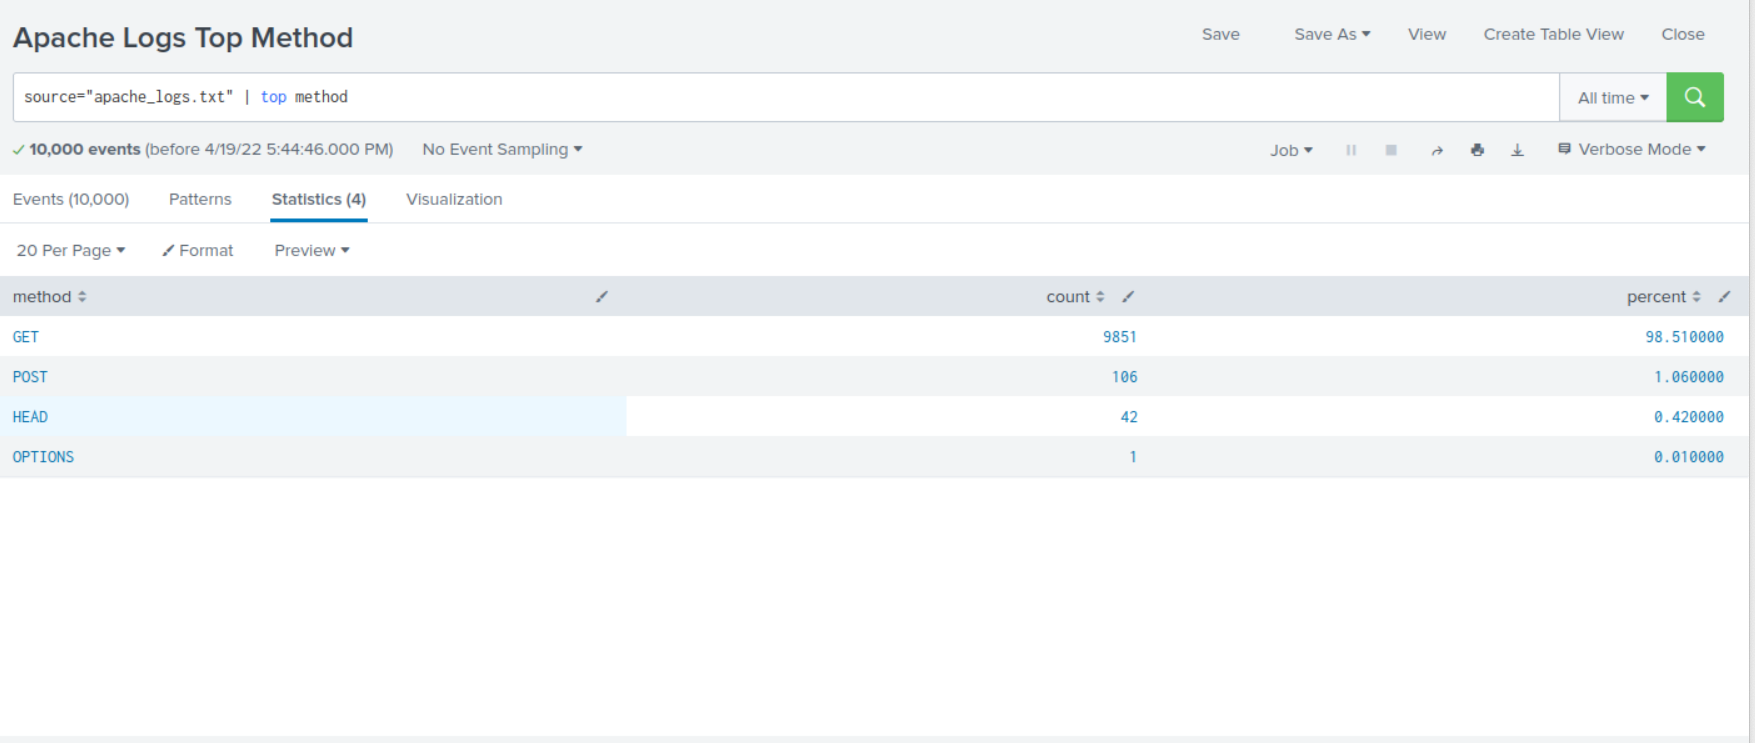 Apache Logs Top Method
Save Save As View Create Table View Close
source="apache_logs.txt" | top method
All time
10,000 events (before 4/19/22 5:44:46.000 PM) No Event Sampling
Job Verbose Mode
Events (10,000) Patterns Statistics (4) Visualization
20 Per Page Format Preview
method count percent
GET 9851 98.510000
POST 106 1.060000
HEAD 42 0.420000
OPTIONS 1 0.010000